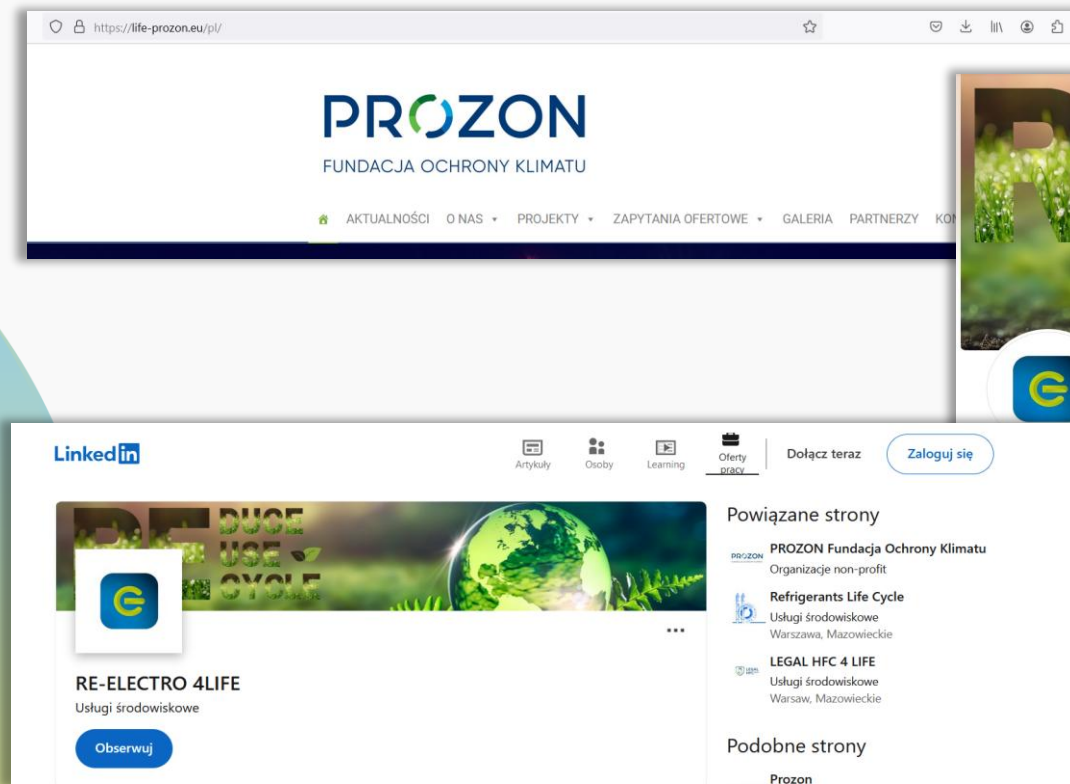 https://life-prozon.eu/pl/
PROZON
FUNDACJA OCHRONY KLIMATU
AKTUALNOŚCI O NAS PROJEKTY ZAPYTANIA OFERTOWE GALERIA PARTNERZY
Linked in
Artykuły
Osoby
Learning
Oferty pracy
Dołącz teraz
Zaloguj się
RE
DUCE
USE
CYCLE
RE-ELECTRO 4LIFE
Usługi środowiskowe
Obserwuj
Powiązane strony
PROZON
PROZON Fundacja Ochrony Klimatu
Organizacje non-profit
Refrigerants Life Cycle
Usługi środowiskowe
Warszawa, Mazowieckie
LEGAL HFC 4 LIFE
Usługi środowiskowe
Warsaw, Mazowieckie
Podobne strony
Prozon